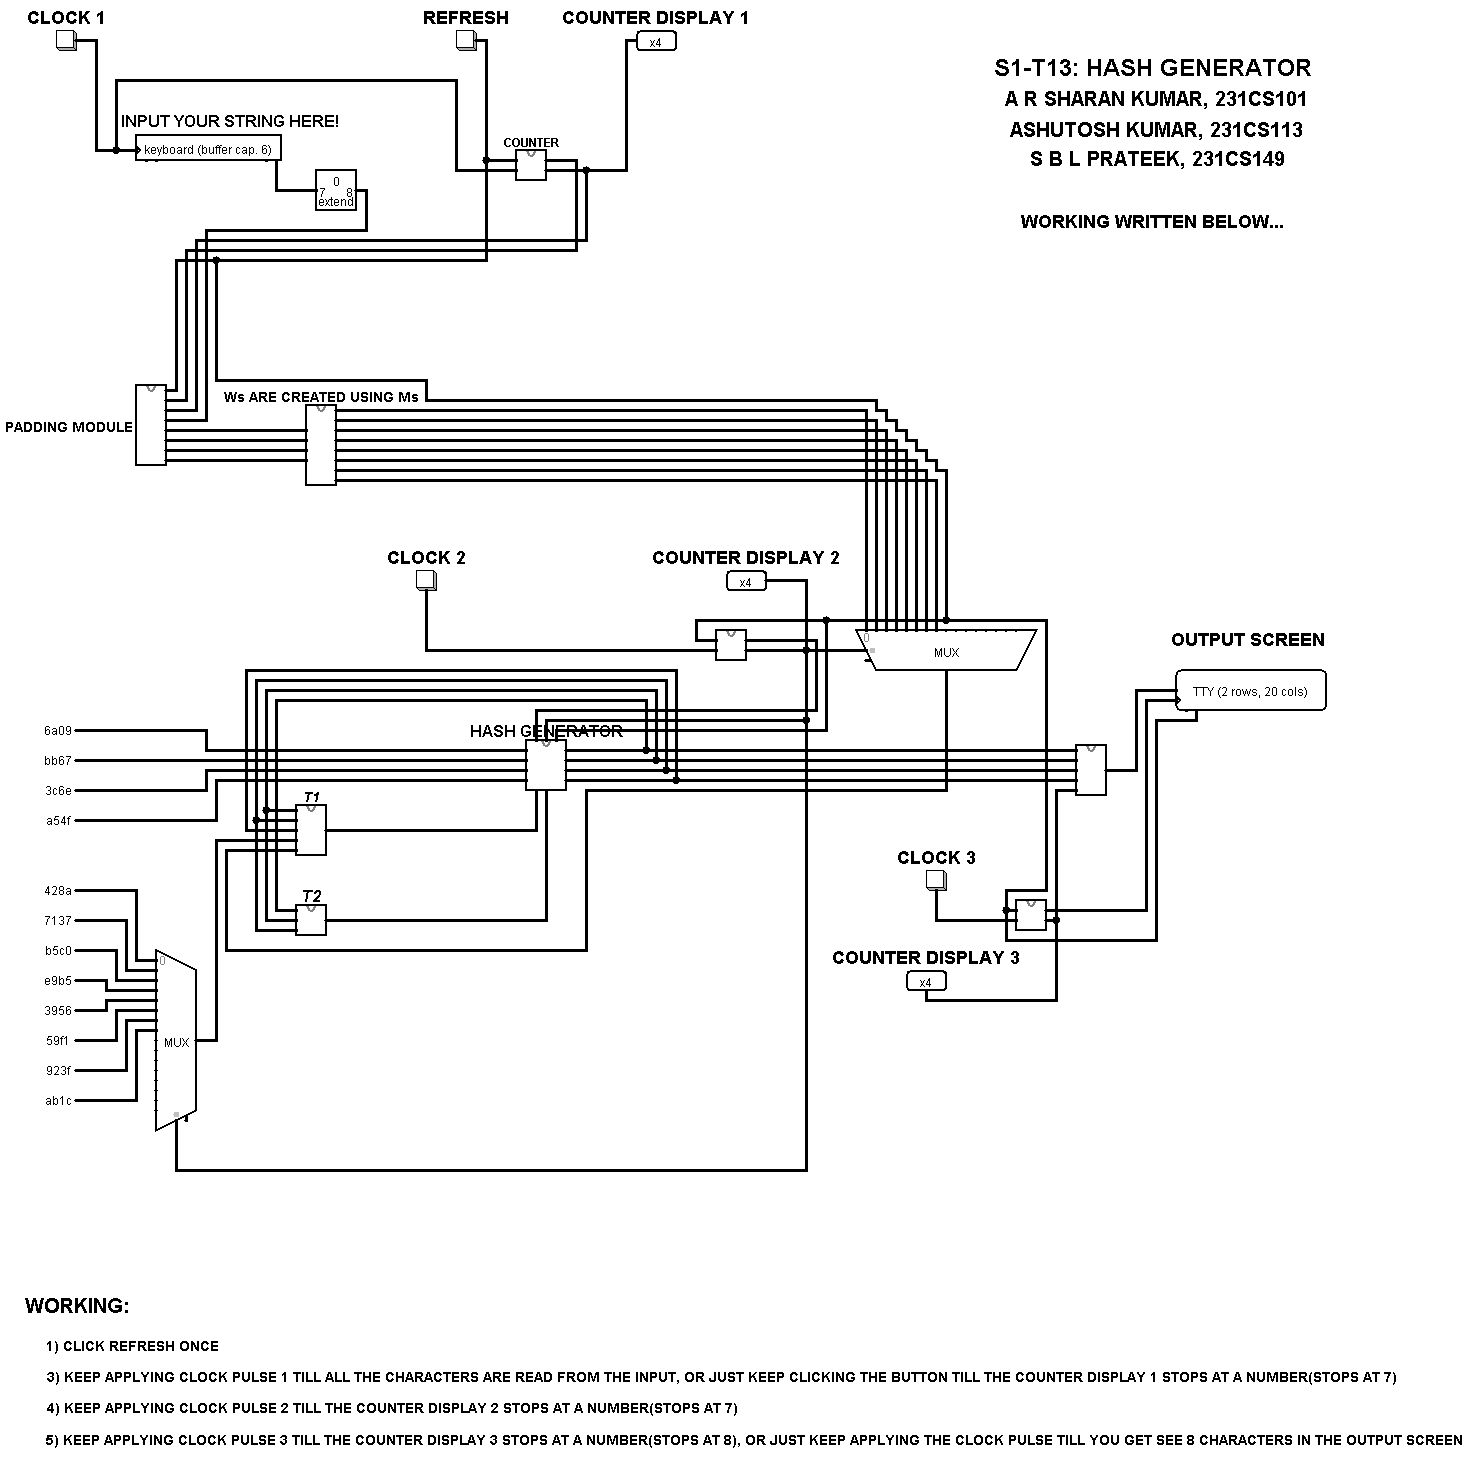 CLOCK 1
REFRESH
COUNTER DISPLAY 1
x4
S1-T13: HASH GENERATOR
A R SHARAN KUMAR, 231CS101
ASHUTOSH KUMAR, 231CS113
S B L PRATEEK, 231CS149
WORKING WRITTEN BELOW...
INPUT YOUR STRING HERE!
keyboard (buffer cap. 6)
COUNTER
0
7 8
extend
PADDING MODULE
Ws ARE CREATED USING Ms
CLOCK 2
COUNTER DISPLAY 2
x4
0
MUX
OUTPUT SCREEN
TTY (2 rows, 20 cols)
HASH GENERATOR
6a09
bb67
3c6e
a54f
T1
T2
428a
7137
b5c0
e9b5
3956
59f1
923f
ab1c
0
MUX
CLOCK 3
COUNTER DISPLAY 3
x4
WORKING:
1) CLICK REFRESH ONCE
3) KEEP APPLYING CLOCK PULSE 1 TILL ALL THE CHARACTERS ARE READ FROM THE INPUT, OR JUST KEEP CLICKING THE BUTTON TILL THE COUNTER DISPLAY 1 STOPS AT A NUMBER(STOPS AT 7)
4) KEEP APPLYING CLOCK PULSE 2 TILL THE COUNTER DISPLAY 2 STOPS AT A NUMBER(STOPS AT 7)
5) KEEP APPLYING CLOCK PULSE 3 TILL THE COUNTER DISPLAY 3 STOPS AT A NUMBER(STOPS AT 8), OR JUST KEEP APPLYING THE CLOCK PULSE TILL YOU GET SEE 8 CHARACTERS IN THE OUTPUT SCREEN